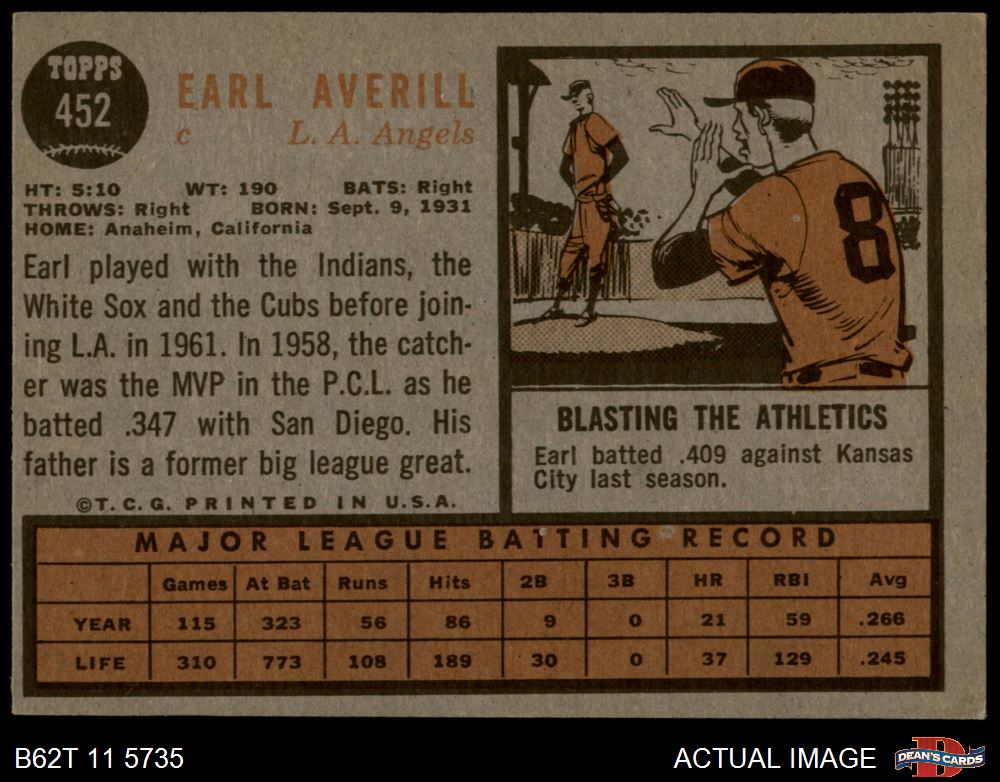 TOPPS
452
EARL AVERILL
c L. A. Angels
HT: 5:10 WT: 190 BATS: Right
THROWS: Right BORN: Sept. 9, 1931
HOME: Anaheim, California
Earl played with the Indians, the
White Sox and the Cubs before join-
ing L.A. in 1961. In 1958, the catch-
er was the MVP in the P.C.L. as he
batted .347 with San Diego. His
father is a former big league great.
©T. C. G. PRINTED IN U.S.A.
8
BLASTING THE ATHLETICS
Earl batted .409 against Kansas
City last season.
MAJOR LEAGUE BATTING RECORD
Games At Bat Runs Hits 2B 3B HR RBI Avg
YEAR 115 323 56 86 9 0 21 59 .266
LIFE 310 773 108 189 30 0 37 129 .245
B62T 11 5735
ACTUAL IMAGE
D
DEAN'S CARDS